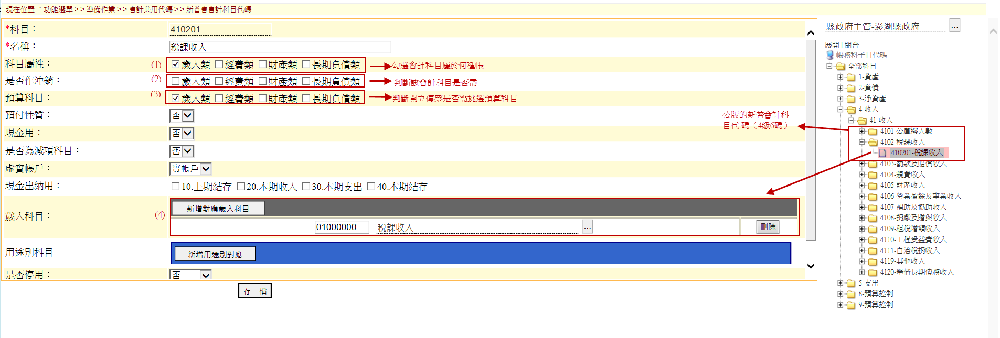 現在位置 ：功能選單>>準備作業>>會計共用代碼>>新普會會計科目代碼
*科目： 410201
*名稱： 稅課收入
科目屬性： (1) 歲入類 經費類 財產類 長期負債類 勾選會計科目屬於何種帳
是否作沖銷： (2) 歲入類 經費類 財產類 長期負債類 判斷該會計科目是否需
預算科目： (3) 歲入類 經費類 財產類 長期負債類 判斷開立傳票是否需挑選預算科目
預付性質： 否
現金用： 否
是否為減項科目： 否
虛實帳戶： 實帳戶
現金出納用： 10.上期結存 20.本期收入 30.本期支出 40.本期結存
歲入科目： (4) 新增對應歲入科目
01000000 稅課收入 ... 刪除
用途別科目 新增用途別對應
是否停用： 否
存 檔
公版的新普會計科
目代 碼（4級6碼）
縣政府主管-澎湖縣政府 ...
展開 | 閉合
帳務科子目代碼
全部科目
1-資產
2-負債
3-淨資產
4-收入
41-收入
4101-公庫撥入數
4102-稅課收入
410201-稅課收入
4103-罰款及賠償收入
4104-規費收入
4105-財產收入
4106-營業盈餘及事業收入
4107-補助及協助收入
4108-捐獻及贈與收入
4109-租稅增額收入
4110-工程受益費收入
4111-自治稅捐收入
4119-其他收入
4120-舉借長期債務收入
5-支出
8-預算控制
9-預算控制